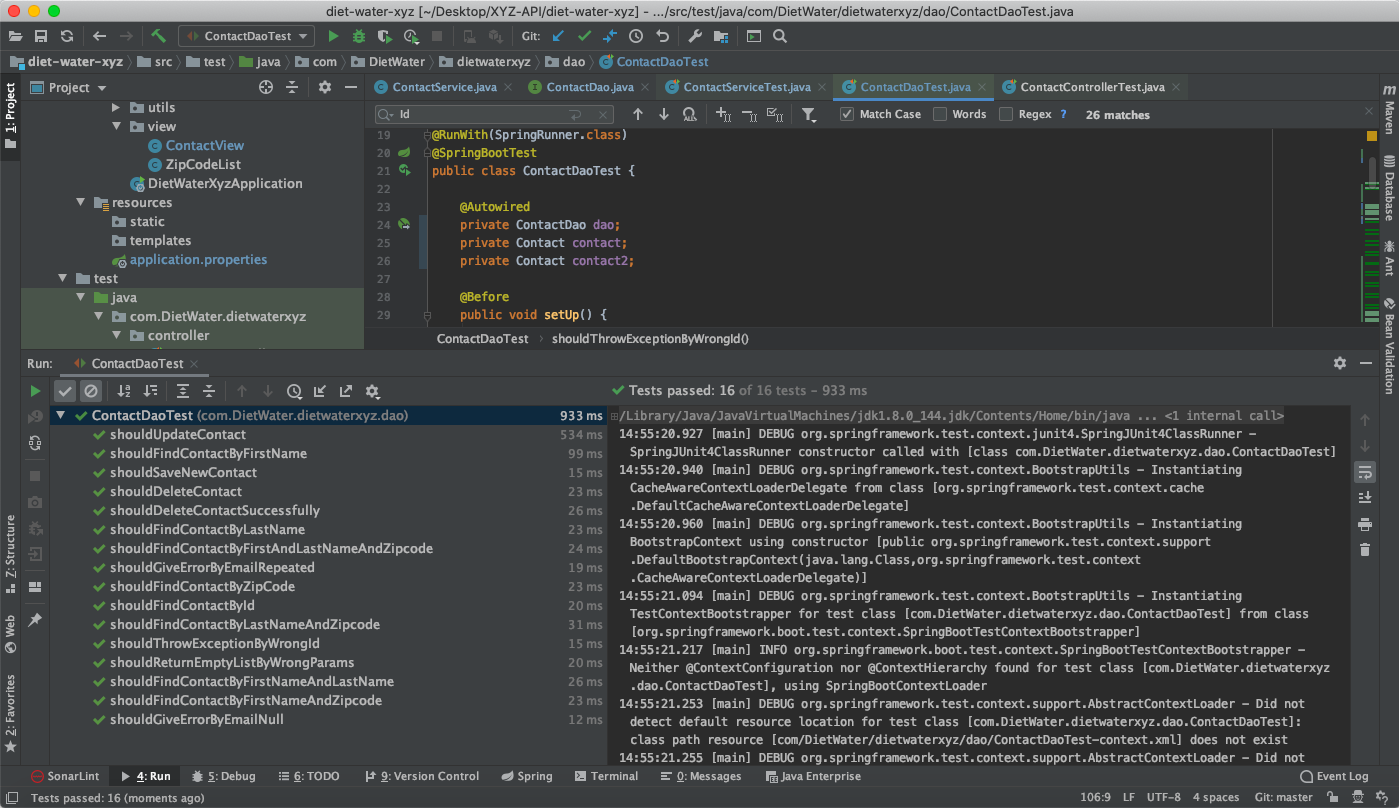 diet-water-xyz [~/Desktop/XYZ-API/diet-water-xyz] - .../src/test/java/com/DietWater/dietwaterxyz/dao/ContactDaoTest.java
ContactDaoTest
Git:
diet-water-xyz src test java com DietWater dietwaterxyz dao ContactDaoTest
1: Project
Project
utils
view
ContactView
ZipCodeList
DietWaterXyzApplication
resources
static
templates
application.properties
test
java
com.DietWater.dietwaterxyz
controller
ContactService.java ContactDao.java ContactServiceTest.java ContactDaoTest.java ContactControllerTest.java
Id
Match Case Words Regex ? 26 matches
19 @RunWith(SpringRunner.class)
20 @SpringBootTest
21 public class ContactDaoTest {
22
23 @Autowired
24 private ContactDao dao;
25 private Contact contact;
26 private Contact contact2;
27
28 @Before
29 public void setUp() {
ContactDaoTest shouldThrowExceptionByWrongId()
Maven
Database
Ant
Bean Validation
Run: ContactDaoTest
Tests passed: 16 of 16 tests – 933 ms
ContactDaoTest (com.DietWater.dietwaterxyz.dao) 933 ms
shouldUpdateContact 534 ms
shouldFindContactByFirstName 99 ms
shouldSaveNewContact 15 ms
shouldDeleteContact 23 ms
shouldDeleteContactSuccessfully 26 ms
shouldFindContactByLastName 23 ms
shouldFindContactByFirstAndLastNameAndZipcode 24 ms
shouldGiveErrorByEmailRepeated 19 ms
shouldFindContactByZipCode 23 ms
shouldFindContactById 20 ms
shouldFindContactByLastNameAndZipcode 31 ms
shouldThrowExceptionByWrongId 15 ms
shouldReturnEmptyListByWrongParams 20 ms
shouldFindContactByFirstNameAndLastName 26 ms
shouldFindContactByFirstNameAndZipcode 23 ms
shouldGiveErrorByEmailNull 12 ms
/Library/Java/JavaVirtualMachines/jdk1.8.0_144.jdk/Contents/Home/bin/java ... <1 internal call>
14:55:20.927 [main] DEBUG org.springframework.test.context.junit4.SpringJUnit4ClassRunner –
SpringJUnit4ClassRunner constructor called with [class com.DietWater.dietwaterxyz.dao.ContactDaoTest]
14:55:20.940 [main] DEBUG org.springframework.test.context.BootstrapUtils – Instantiating
CacheAwareContextLoaderDelegate from class [org.springframework.test.context.cache
.DefaultCacheAwareContextLoaderDelegate]
14:55:20.960 [main] DEBUG org.springframework.test.context.BootstrapUtils – Instantiating
BootstrapContext using constructor [public org.springframework.test.context.support
.DefaultBootstrapContext(java.lang.Class,org.springframework.test.context
.CacheAwareContextLoaderDelegate)]
14:55:21.094 [main] DEBUG org.springframework.test.context.BootstrapUtils – Instantiating
TestContextBootstrapper for test class [com.DietWater.dietwaterxyz.dao.ContactDaoTest] from class
[org.springframework.boot.test.context.SpringBootTestContextBootstrapper]
14:55:21.217 [main] INFO org.springframework.boot.test.context.SpringBootTestContextBootstrapper –
Neither @ContextConfiguration nor @ContextHierarchy found for test class [com.DietWater.dietwaterxyz
.dao.ContactDaoTest], using SpringBootContextLoader
14:55:21.253 [main] DEBUG org.springframework.test.context.support.AbstractContextLoader – Did not
detect default resource location for test class [com.DietWater.dietwaterxyz.dao.ContactDaoTest]:
class path resource [com/DietWater/dietwaterxyz/dao/ContactDaoTest-context.xml] does not exist
14:55:21.255 [main] DEBUG org.springframework.test.context.support.AbstractContextLoader – Did not
Z: Structure
Web
2: Favorites
SonarLint 4: Run 5: Debug 6: TODO 9: Version Control Spring Terminal 0: Messages Java Enterprise Event Log
Tests passed: 16 (moments ago) 106:9 LF UTF-8 4 spaces Git: master